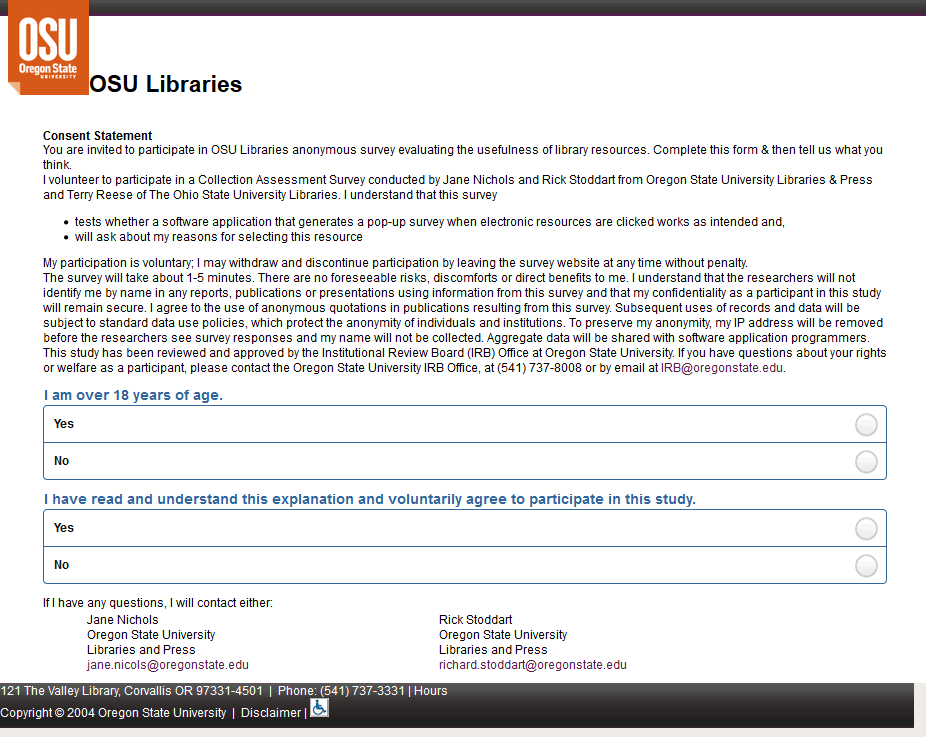 OSU
Oregon State
UNIVERSITY
OSU Libraries
Consent Statement
You are invited to participate in OSU Libraries anonymous survey evaluating the usefulness of library resources. Complete this form & then tell us what you
think.
I volunteer to participate in a Collection Assessment Survey conducted by Jane Nichols and Rick Stoddart from Oregon State University Libraries & Press
and Terry Reese of The Ohio State University Libraries. I understand that this survey
• tests whether a software application that generates a pop-up survey when electronic resources are clicked works as intended and,
• will ask about my reasons for selecting this resource
My participation is voluntary; I may withdraw and discontinue participation by leaving the survey website at any time without penalty.
The survey will take about 1-5 minutes. There are no foreseeable risks, discomforts or direct benefits to me. I understand that the researchers will not
identify me by name in any reports, publications or presentations using information from this survey and that my confidentiality as a participant in this study
will remain secure. I agree to the use of anonymous quotations in publications resulting from this survey. Subsequent uses of records and data will be
subject to standard data use policies, which protect the anonymity of individuals and institutions. To preserve my anonymity, my IP address will be removed
before the researchers see survey responses and my name will not be collected. Aggregate data will be shared with software application programmers.
This study has been reviewed and approved by the Institutional Review Board (IRB) Office at Oregon State University. If you have questions about your rights
or welfare as a participant, please contact the Oregon State University IRB Office, at (541) 737-8008 or by email at IRB@oregonstate.edu.
I am over 18 years of age.
Yes
No
I have read and understand this explanation and voluntarily agree to participate in this study.
Yes
No
If I have any questions, I will contact either:
Jane Nichols
Oregon State University
Libraries and Press
jane.nicols@oregonstate.edu
Rick Stoddart
Oregon State University
Libraries and Press
richard.stoddart@oregonstate.edu
121 The Valley Library, Corvallis OR 97331-4501 | Phone: (541) 737-3331 | Hours
Copyright © 2004 Oregon State University | Disclaimer |